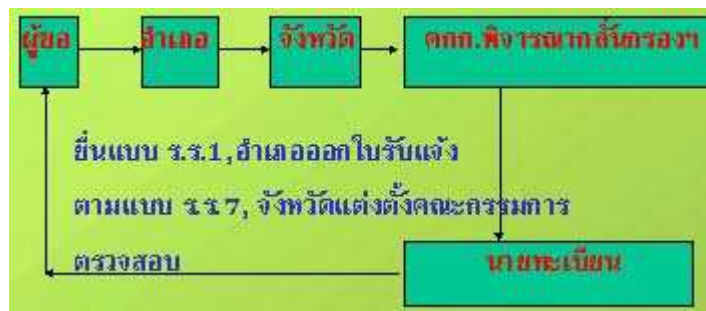 ผู้ขอ อำเภอ จังหวัด คกก.พิจารณากลั่นกรองฯ
ยื่นแบบ ร.ร.1,อำเภอออกใบรับแจ้ง
ตามแบบ ร.ร.7, จังหวัดแต่งตั้งคณะกรรมการ
ตรวจสอบ
นายทะเบียน